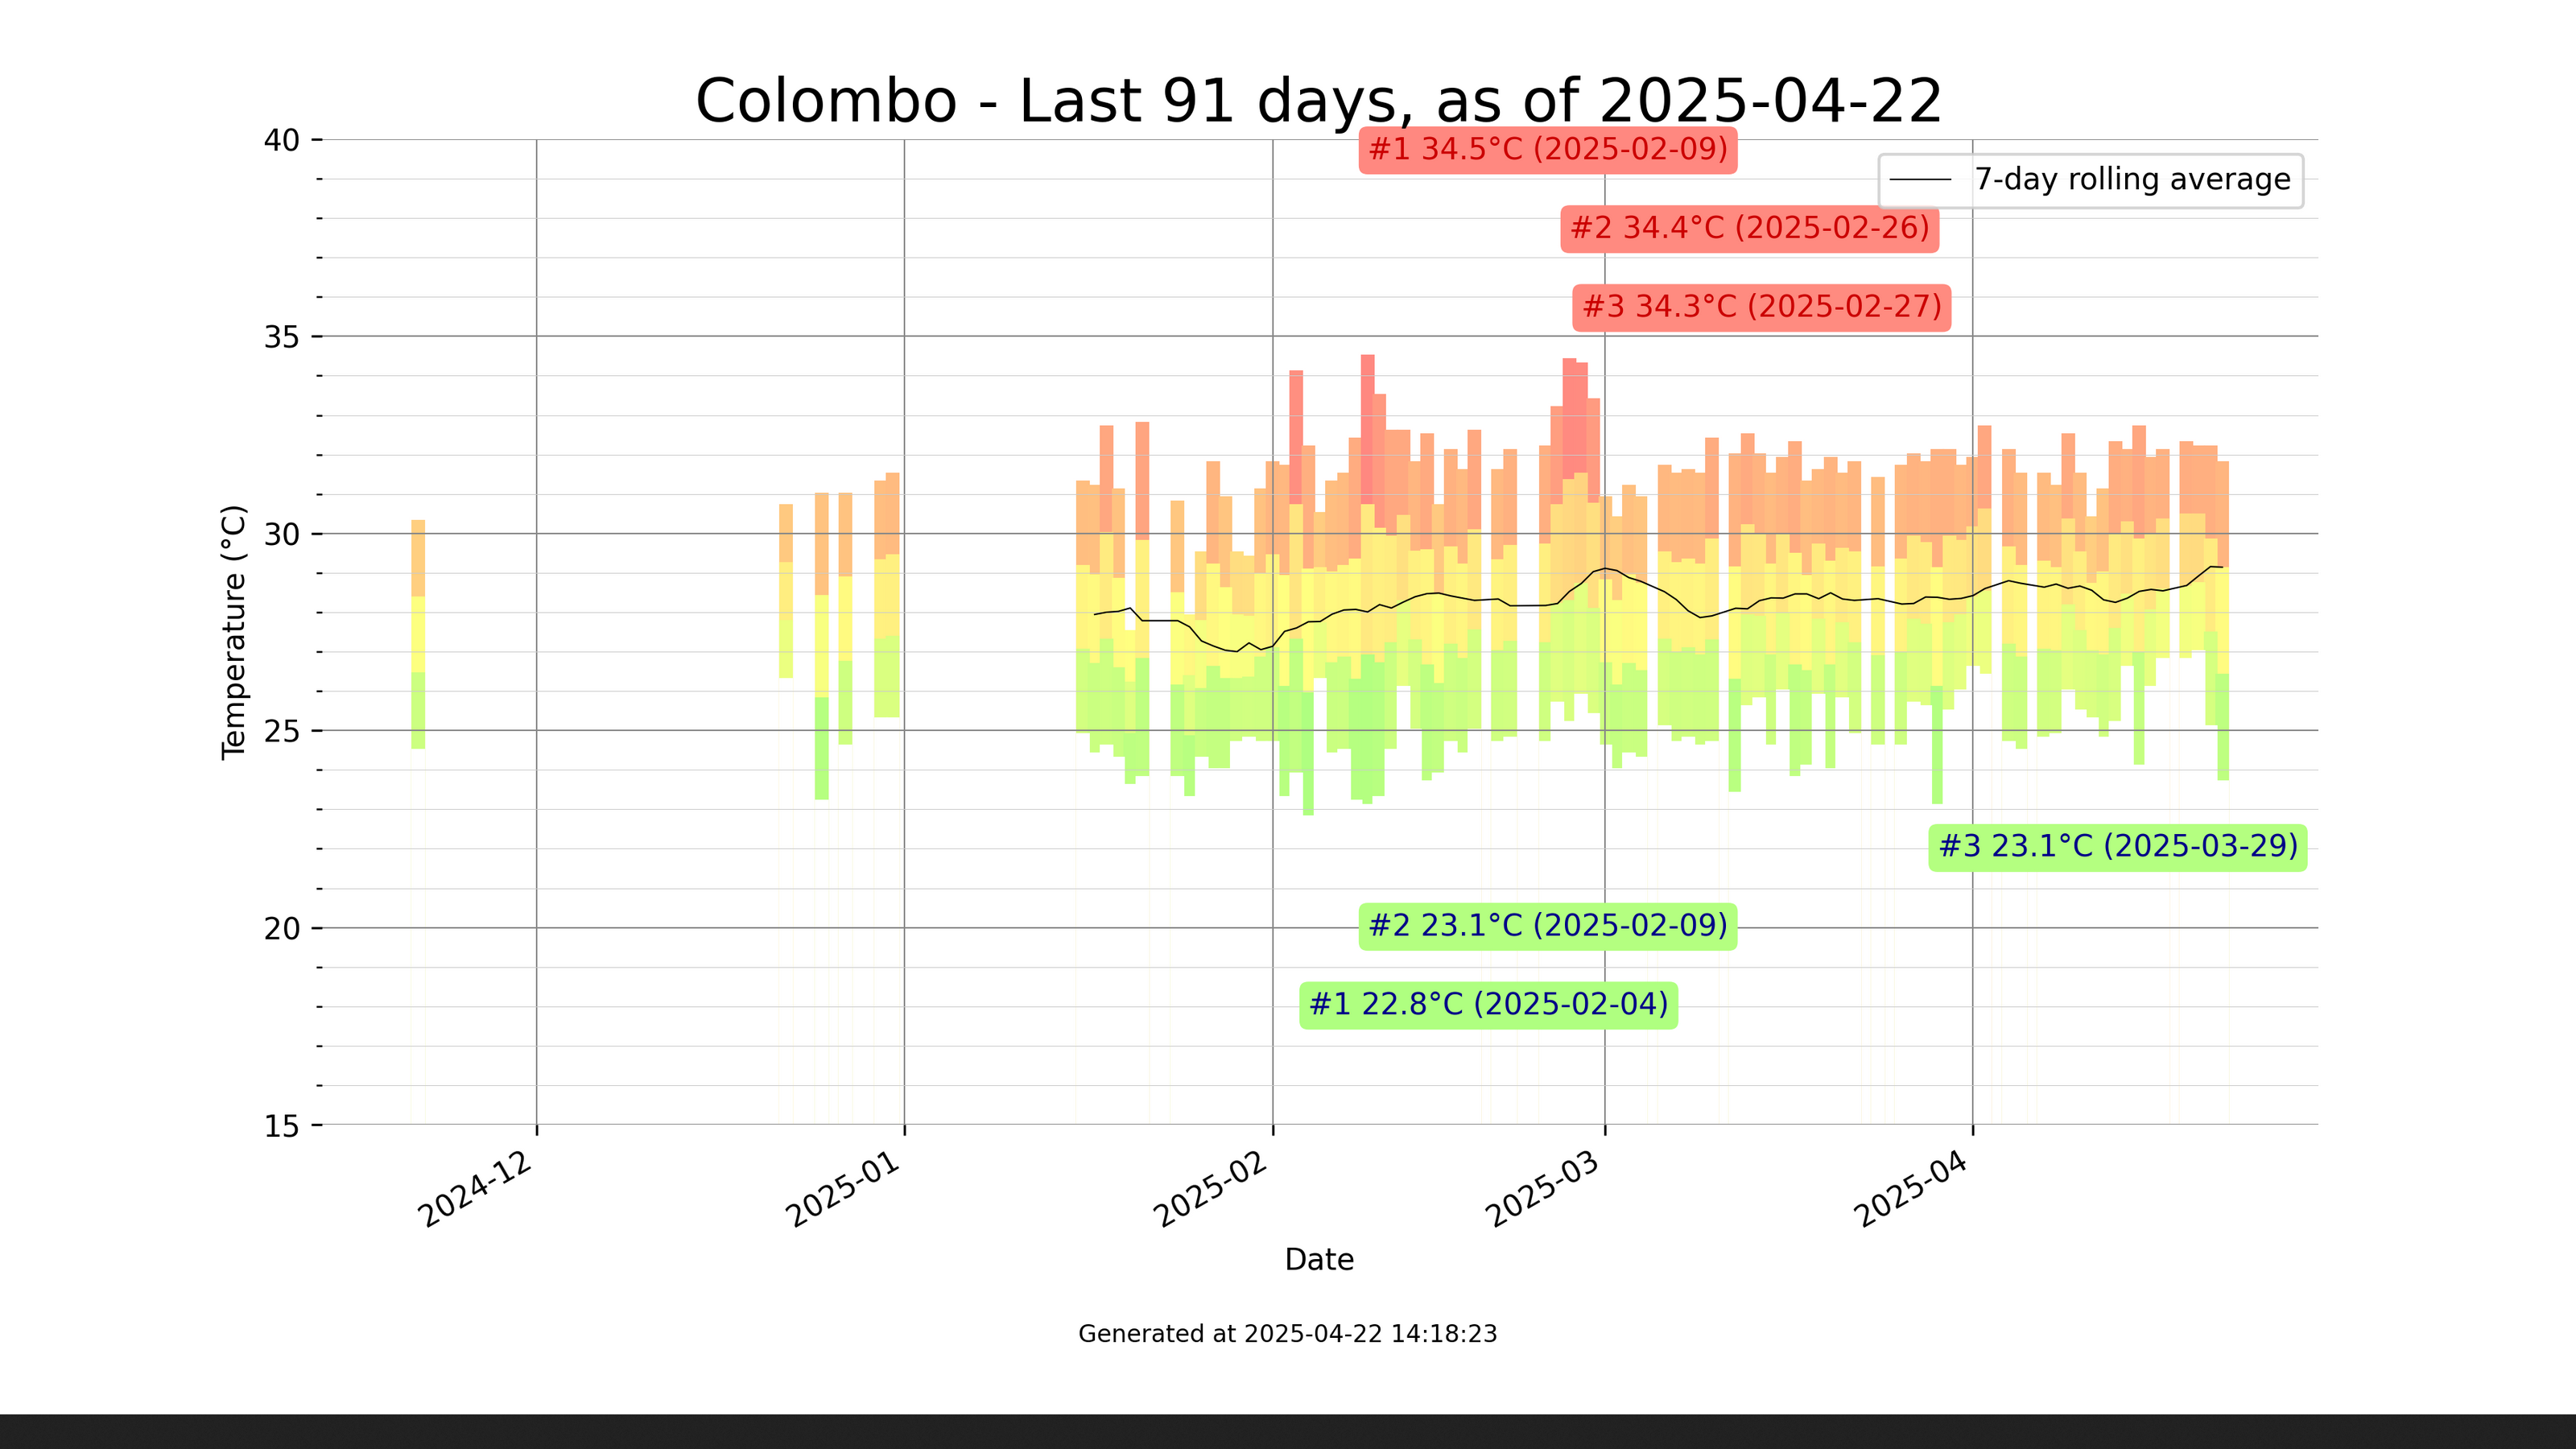 Colombo - Last 91 days, as of 2025-04-22
#1 34.5°C (2025-02-09)
7-day rolling average
#2 34.4°C (2025-02-26)
#3 34.3°C (2025-02-27)
40
35
30
25
20
15
Temperature (°C)
#3 23.1°C (2025-03-29)
#2 23.1°C (2025-02-09)
#1 22.8°C (2025-02-04)
2024-12
2025-01
2025-02
2025-03
2025-04
Date
Generated at 2025-04-22 14:18:23